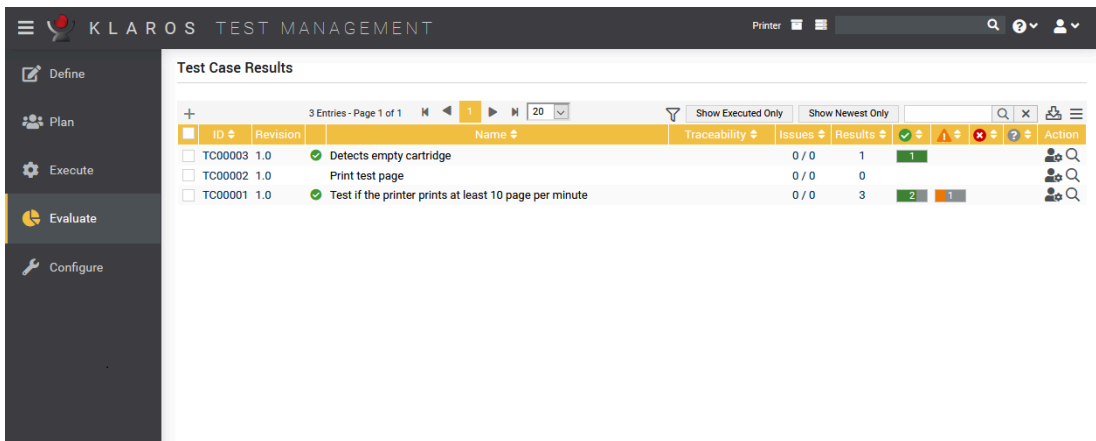 KLAROS TEST MANAGEMENT
Printer
Define
Plan
Execute
Evaluate
Configure
Test Case Results
3 Entries - Page 1 of 1 1 20 Show Executed Only Show Newest Only
ID Revision Name Traceability Issues Results Action
TC00003 1.0 Detects empty cartridge 0 / 0 1 1
TC00002 1.0 Print test page 0 / 0 0
TC00001 1.0 Test if the printer prints at least 10 page per minute 0 / 0 3 2 1